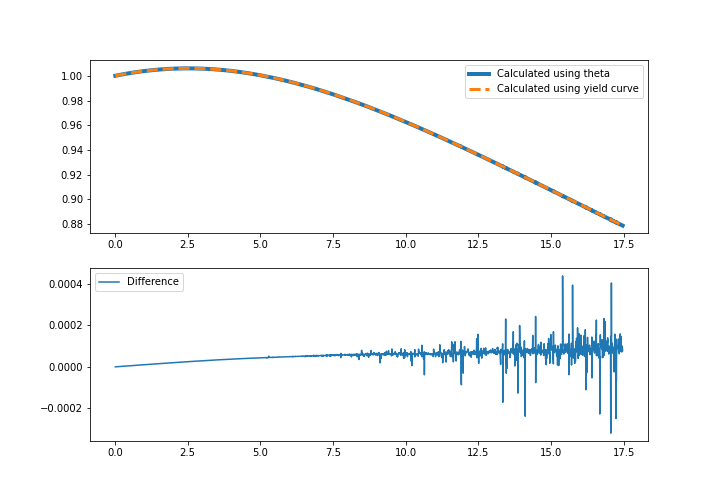 1.00
0.98
0.96
0.94
0.92
0.90
0.88
Calculated using theta
Calculated using yield curve
0.0 2.5 5.0 7.5 10.0 12.5 15.0 17.5
0.0004
0.0002
0.0000
−0.0002
Difference
0.0 2.5 5.0 7.5 10.0 12.5 15.0 17.5